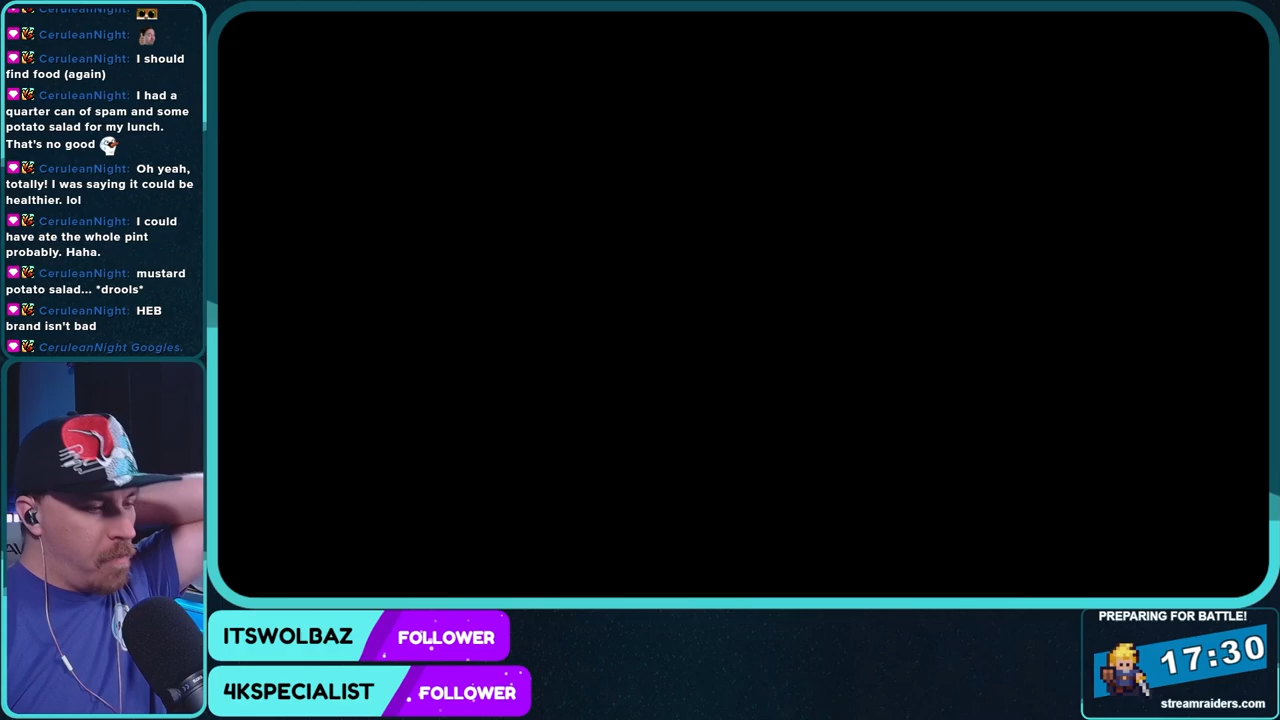 CeruleanNight:
CeruleanNight:
CeruleanNight: I should
find food (again)
CeruleanNight: I had a
quarter can of spam and some
potato salad for my lunch.
That's no good
CeruleanNight: Oh yeah,
totally! I was saying it could be
healthier. lol
CeruleanNight: I could
have ate the whole pint
probably. Haha.
CeruleanNight: mustard
potato salad... *drools*
CeruleanNight: HEB
brand isn't bad
CeruleanNight Googles.
ITSWOLBAZ FOLLOWER
4KSPECIALIST FOLLOWER
PREPARING FOR BATTLE!
17:30
streamraiders.com